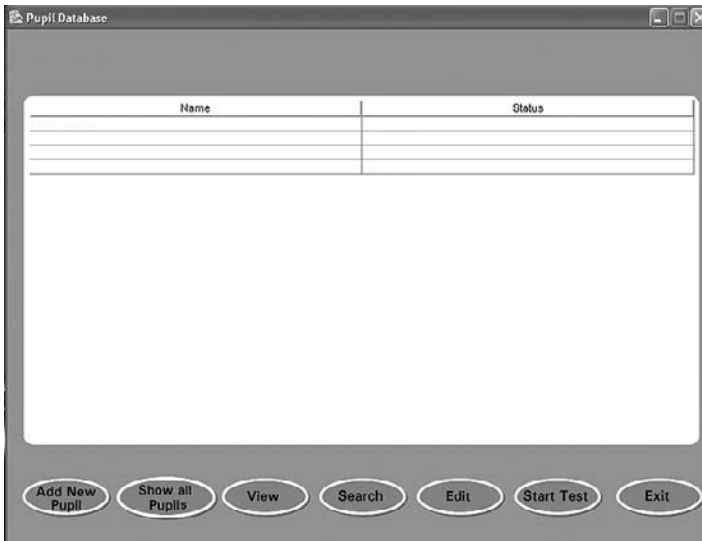 Pupil Database
Name Status
Add New Pupil
Show all Pupils
View
Search
Edit
Start Test
Exit